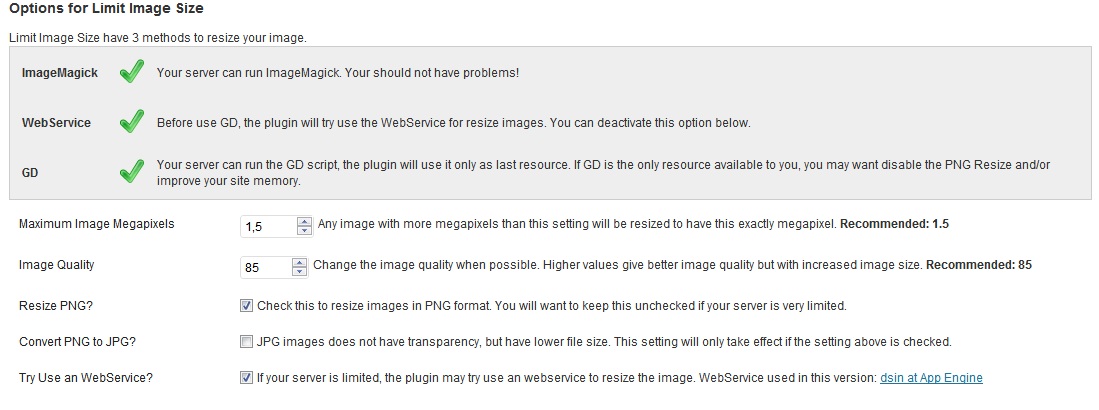 Options for Limit Image Size
Limit Image Size have 3 methods to resize your image.
ImageMagick Your server can run ImageMagick. Your should not have problems!
WebService Before use GD, the plugin will try use the WebService for resize images. You can deactivate this option below.
GD Your server can run the GD script, the plugin will use it only as last resource. If GD is the only resource available to you, you may want disable the PNG Resize and/or
improve your site memory.
Maximum Image Megapixels 1,5 Any image with more megapixels than this setting will be resized to have this exactly megapixel. Recommended: 1.5
Image Quality 85 Change the image quality when possible. Higher values give better image quality but with increased image size. Recommended: 85
Resize PNG? Check this to resize images in PNG format. You will want to keep this unchecked if your server is very limited.
Convert PNG to JPG? JPG images does not have transparency, but have lower file size. This setting will only take effect if the setting above is checked.
Try Use an WebService? If your server is limited, the plugin may try use an webservice to resize the image. WebService used in this version: dsin at App Engine